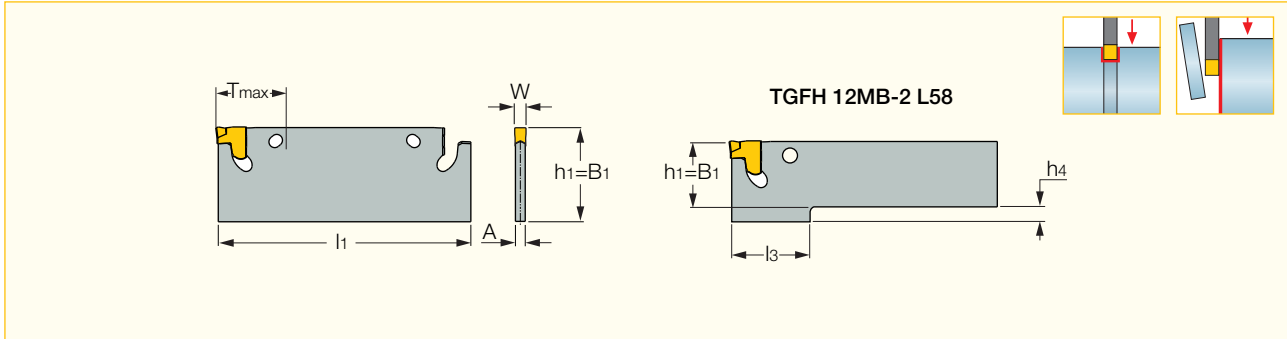 Tmax
W
TGFH 12MB-2 L58
h1=B1
h1=B1
h4
A
l1
l3